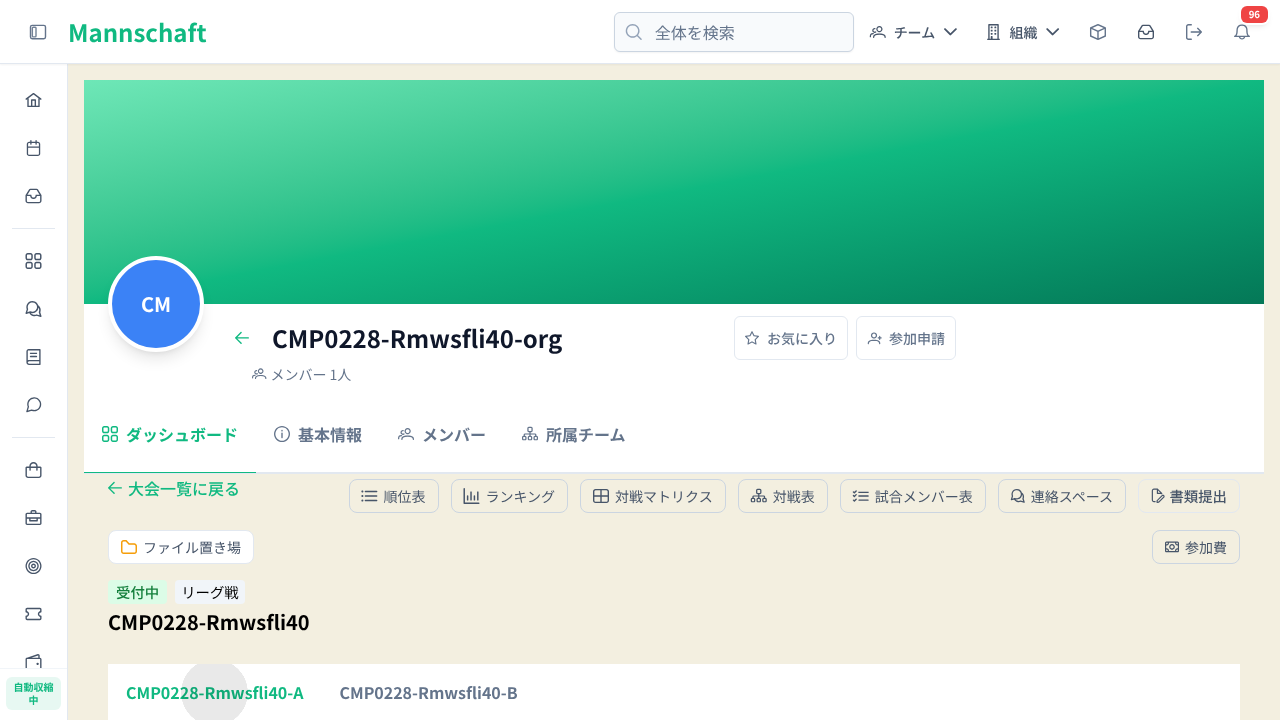 Mannschaft
全体を検索
チーム
組織
96
CM
CMP0228-Rmwsfli40-org
お気に入り
参加申請
メンバー 1人
ダッシュボード
基本情報
メンバー
所属チーム
大会一覧に戻る
順位表
ランキング
対戦マトリクス
対戦表
試合メンバー表
連絡スペース
書類提出
ファイル置き場
参加費
受付中
リーグ戦
CMP0228-Rmwsfli40
CMP0228-Rmwsfli40-A
CMP0228-Rmwsfli40-B
自動収縮
中